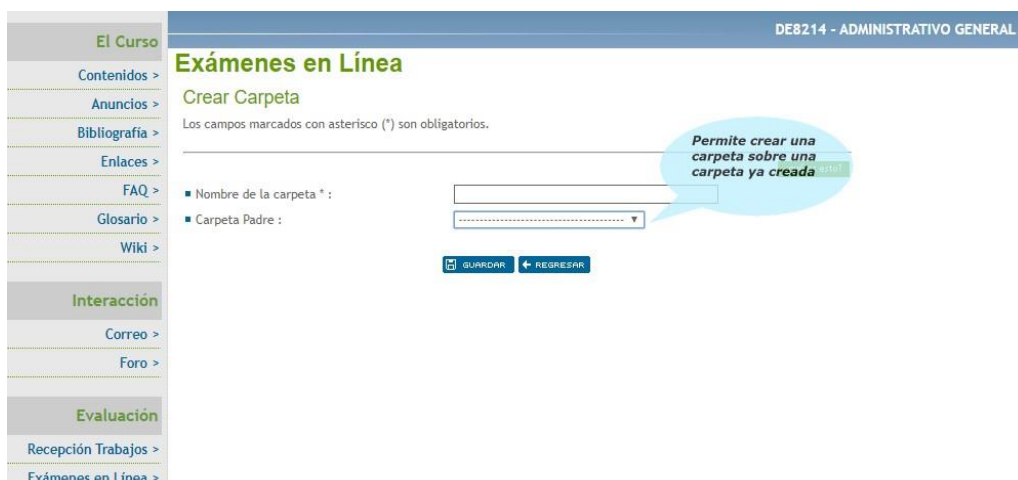 DE8214 - ADMINISTRATIVO GENERAL
El Curso
Contenidos >
Anuncios >
Bibliografía >
Enlaces >
FAQ >
Glosario >
Wiki >
Interacción
Correo >
Foro >
Evaluación
Recepción Trabajos >
Exámenes en Línea >
Exámenes en Línea
Crear Carpeta
Los campos marcados con asterisco (*) son obligatorios.
Permite crear una
carpeta sobre una
carpeta ya creada
esto?
Nombre de la carpeta * :
Carpeta Padre :
GUARDAR
REGRESAR